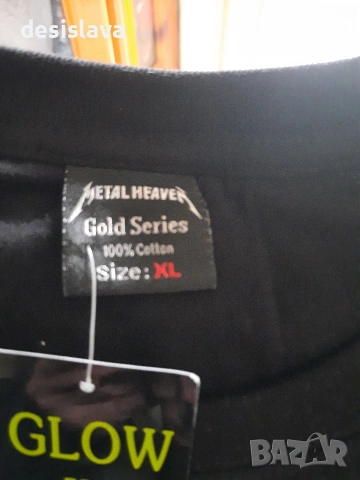 desislava
METAL HEAVEN
Gold Series
100% Cotton
Size: XL
GLOW
BAZAR